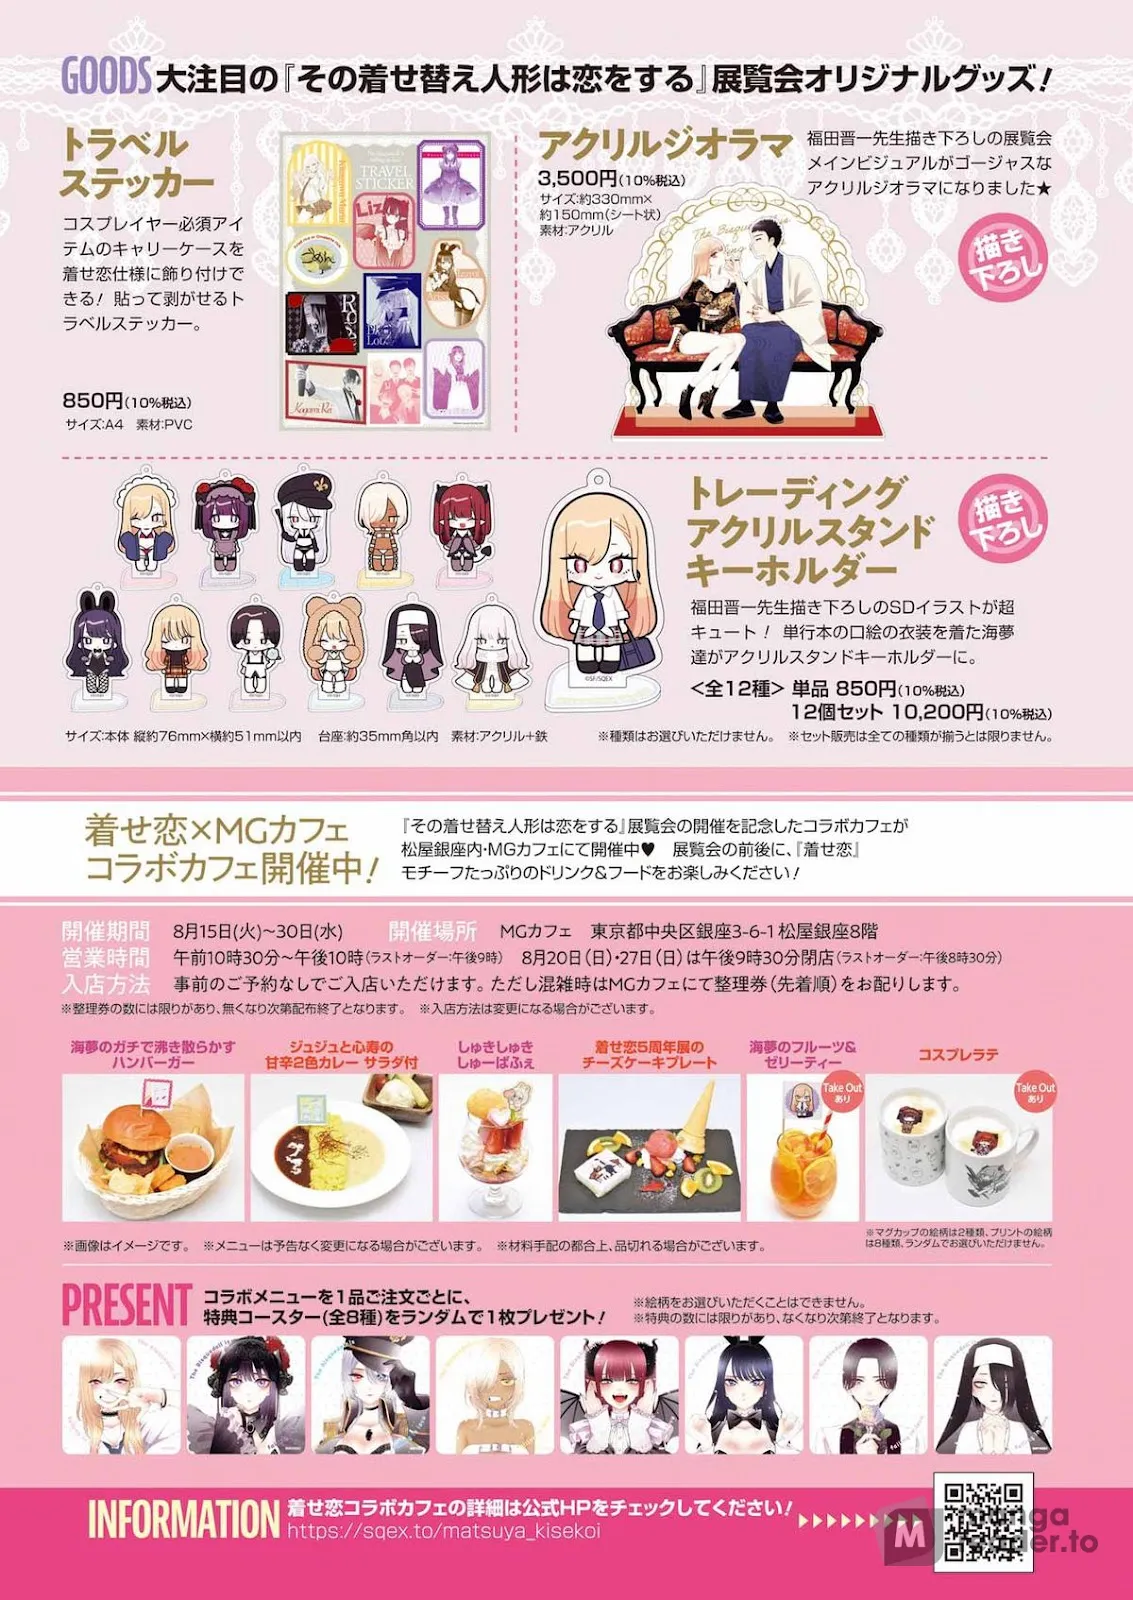 GOODS 大注目の『その着せ替え人形は恋をする』展覧会オリジナルグッズ!
トラベル
ステッカー
コスプレイヤー必須アイ
テムのキャリーケースを
着せ恋仕様に飾り付けで
きる! 貼って剥がせるト
ラベルステッカー。
850円(10%税込)
サイズ:A4 素材:PVC
TRAVEL
STICKER
Liz
アクリルジオラマ
3,500円(10%税込)
サイズ:約330mm×
約150mm(シート状)
素材:アクリル
福田晋一先生描き下ろしの展覧会
メインビジュアルがゴージャスな
アクリルジオラマになりました★
描き
下ろし
トレーディング
アクリルスタンド
キーホルダー
描き
下ろし
福田晋一先生描き下ろしのSDイラストが超
キュート! 単行本の口絵の衣装を着た海夢
達がアクリルスタンドキーホルダーに。
<全12種> 単品 850円(10%税込)
12個セット 10,200円(10%税込)
©SF/SQEX
サイズ:本体 縦約76mm×横約51mm以内 台座:約35mm角以内 素材:アクリル+鉄
※種類はお選びいただけません。 ※セット販売は全ての種類が揃うとは限りません。
着せ恋×MGカフェ
コラボカフェ開催中!
『その着せ替え人形は恋をする』展覧会の開催を記念したコラボカフェが
松屋銀座内・MGカフェにて開催中♥ 展覧会の前後に、『着せ恋』
モチーフたっぷりのドリンク&フードをお楽しみください!
開催期間 8月15日(火)~30日(水) 開催場所 MGカフェ 東京都中央区銀座3-6-1 松屋銀座8階
営業時間 午前10時30分~午後10時(ラストオーダー:午後9時) 8月20日(日)・27日(日)は午後9時30分閉店(ラストオーダー:午後8時30分)
入店方法 事前のご予約なしでご入店いただけます。ただし混雑時はMGカフェにて整理券(先着順)をお配りします。
※整理券の数には限りがあり、無くなり次第配布終了となります。 ※入店方法は変更になる場合がございます。
海夢のガチで沸き散らかす
ハンバーガー
ジュジュと心寿の
甘辛2色カレー サラダ付
しゅきしゅき
しゅーぱふぇ
着せ恋5周年展の
チーズケーキプレート
海夢のフルーツ&
ゼリーティー
コスプレラテ
Take Out
あり
Take Out
あり
※マグカップの絵柄は2種類、プリントの絵柄
は8種類、ランダムでお選びいただけません。
※画像はイメージです。 ※メニューは予告なく変更になる場合がございます。 ※材料手配の都合上、品切れる場合がございます。
PRESENT コラボメニューを1品ご注文ごとに、
特典コースター(全8種)をランダムで1枚プレゼント!
※絵柄をお選びいただくことはできません。
※特典の数には限りがあり、なくなり次第終了となります。
INFORMATION 着せ恋コラボカフェの詳細は公式HPをチェックしてください!
https://sqex.to/matsuya_kisekoi